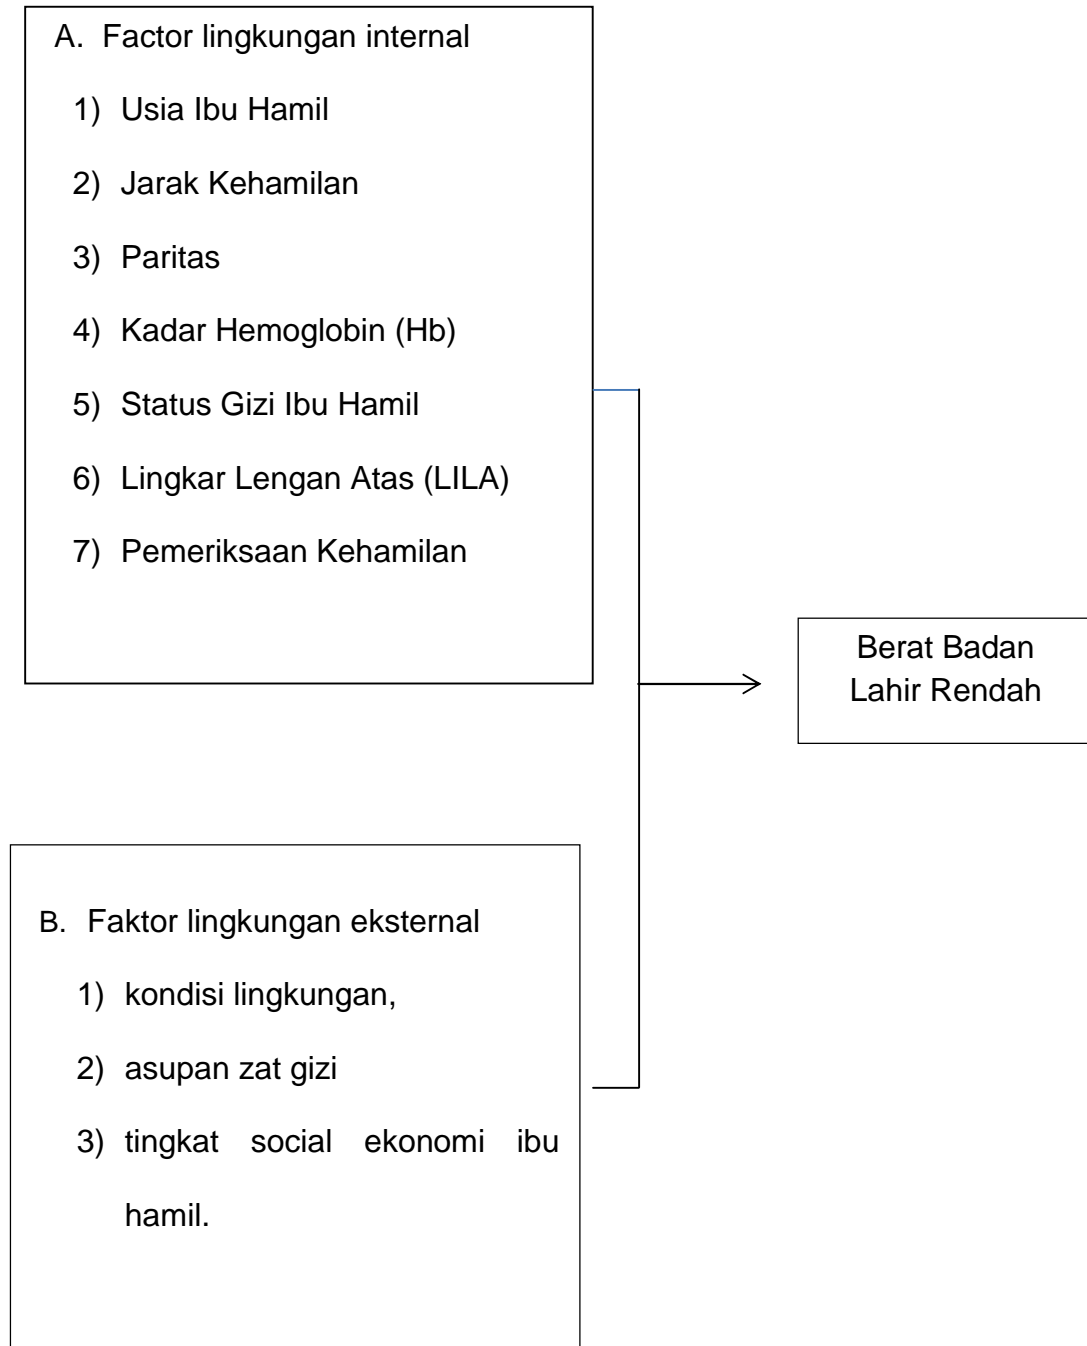 A. Factor lingkungan internal
1) Usia Ibu Hamil
2) Jarak Kehamilan
3) Paritas
4) Kadar Hemoglobin (Hb)
5) Status Gizi Ibu Hamil
6) Lingkar Lengan Atas (LILA)
7) Pemeriksaan Kehamilan
Berat Badan
Lahir Rendah
B. Faktor lingkungan eksternal
1) kondisi lingkungan,
2) asupan zat gizi
3) tingkat social ekonomi ibu
hamil.